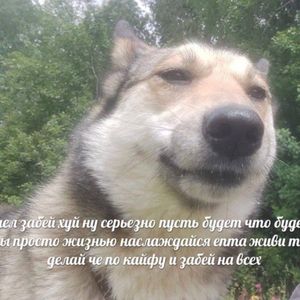 ел забей хуй ну серьезно пусть будет что буде
ы просто жизнью наслаждайся епта живи т
делай че по кайфу и забей на всех